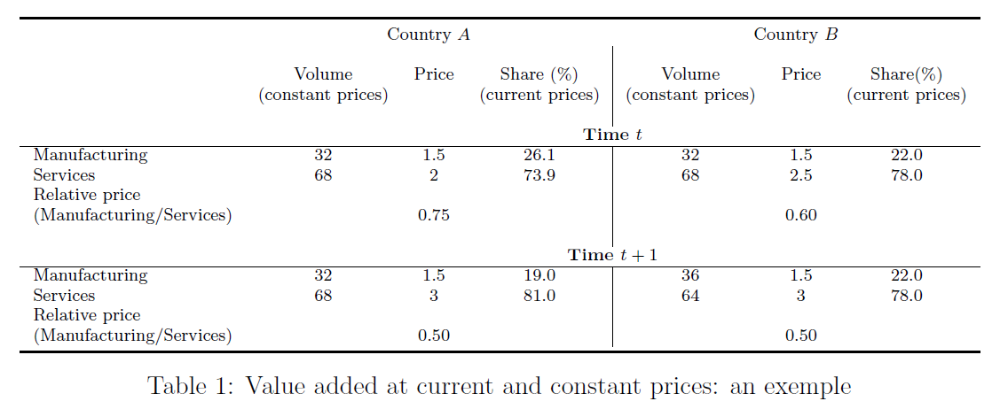 Country A Country B
Volume Price Share (%) Volume Price Share(%)
(constant prices) (current prices) (constant prices) (current prices)
Time t
Manufacturing 32 1.5 26.1 32 1.5 22.0
Services 68 2 73.9 68 2.5 78.0
Relative price
(Manufacturing/Services) 0.75 0.60
Time t + 1
Manufacturing 32 1.5 19.0 36 1.5 22.0
Services 68 3 81.0 64 3 78.0
Relative price
(Manufacturing/Services) 0.50 0.50
Table 1: Value added at current and constant prices: an exemple